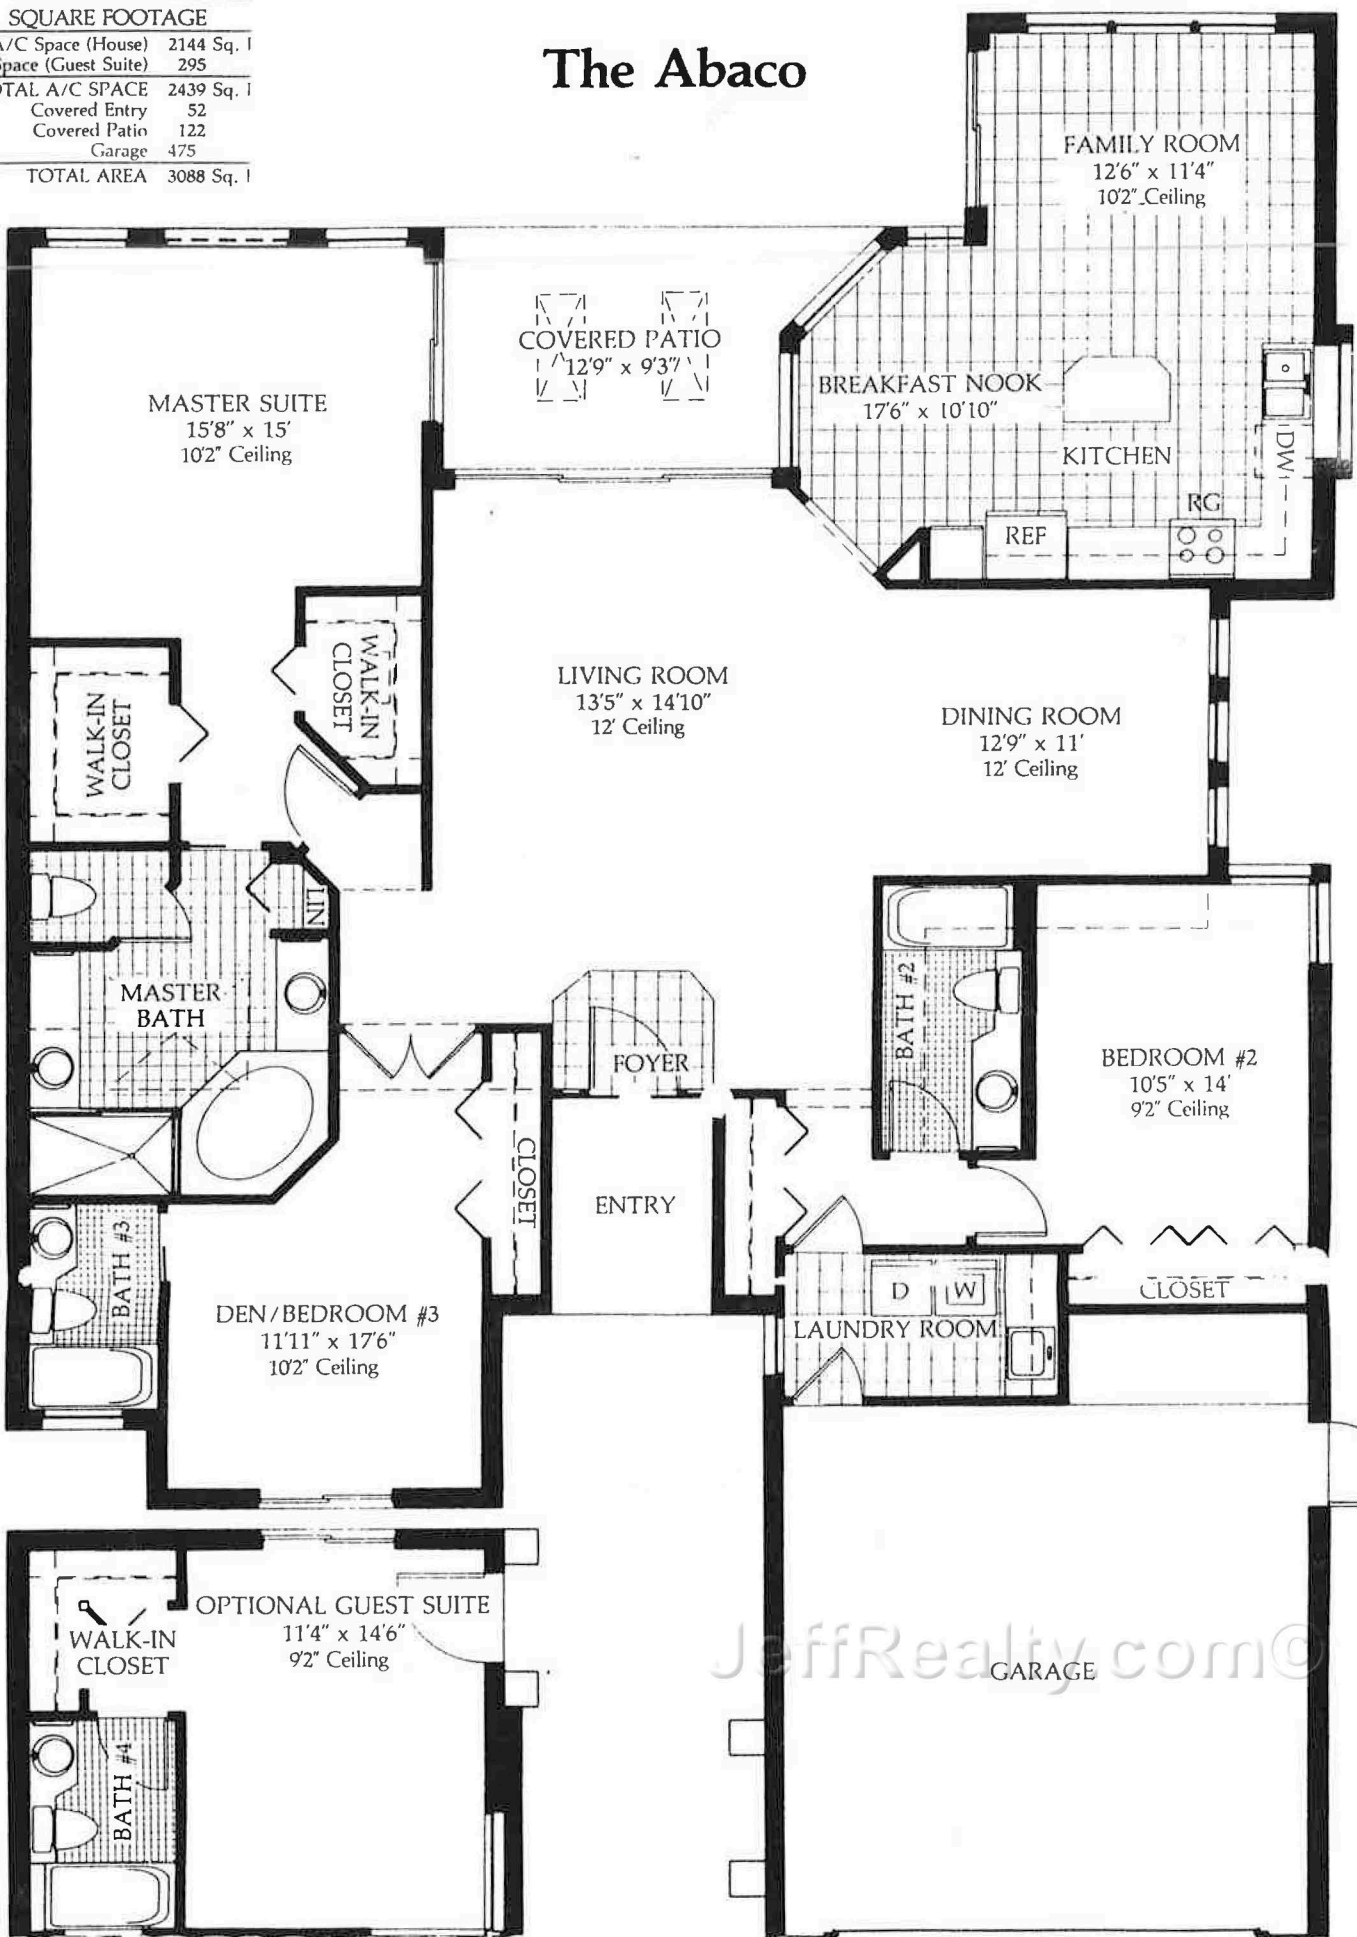 SQUARE FOOTAGE
A/C Space (House) 2144 Sq.
Space (Guest Suite) 295
TOTAL A/C SPACE 2439 Sq.
Covered Entry 52
Covered Patio 122
Garage 475
TOTAL AREA 3088 Sq.
The Abaco
FAMILY ROOM
12'6" x 11'4"
10'2" Ceiling
COVERED PATIO
12'9" x 9'3"
MASTER SUITE
15'8" x 15'
10'2" Ceiling
BREAKFAST NOOK
17'6" x 10'10"
KITCHEN
DW
RG
REF
WALK-IN
CLOSET
WALK-IN
CLOSET
LIVING ROOM
13'5" x 14'10"
12' Ceiling
DINING ROOM
12'9" x 11'
12' Ceiling
LIN
MASTER
BATH
BATH #2
FOYER
BEDROOM #2
10'5" x 14'
9'2" Ceiling
CLOSET
ENTRY
BATH #3
DEN/BEDROOM #3
11'11" x 17'6"
10'2" Ceiling
D
W
CLOSET
LAUNDRY ROOM
OPTIONAL GUEST SUITE
11'4" x 14'6"
9'2" Ceiling
WALK-IN
CLOSET
BATH #4
GARAGE
JeffRealty.com©